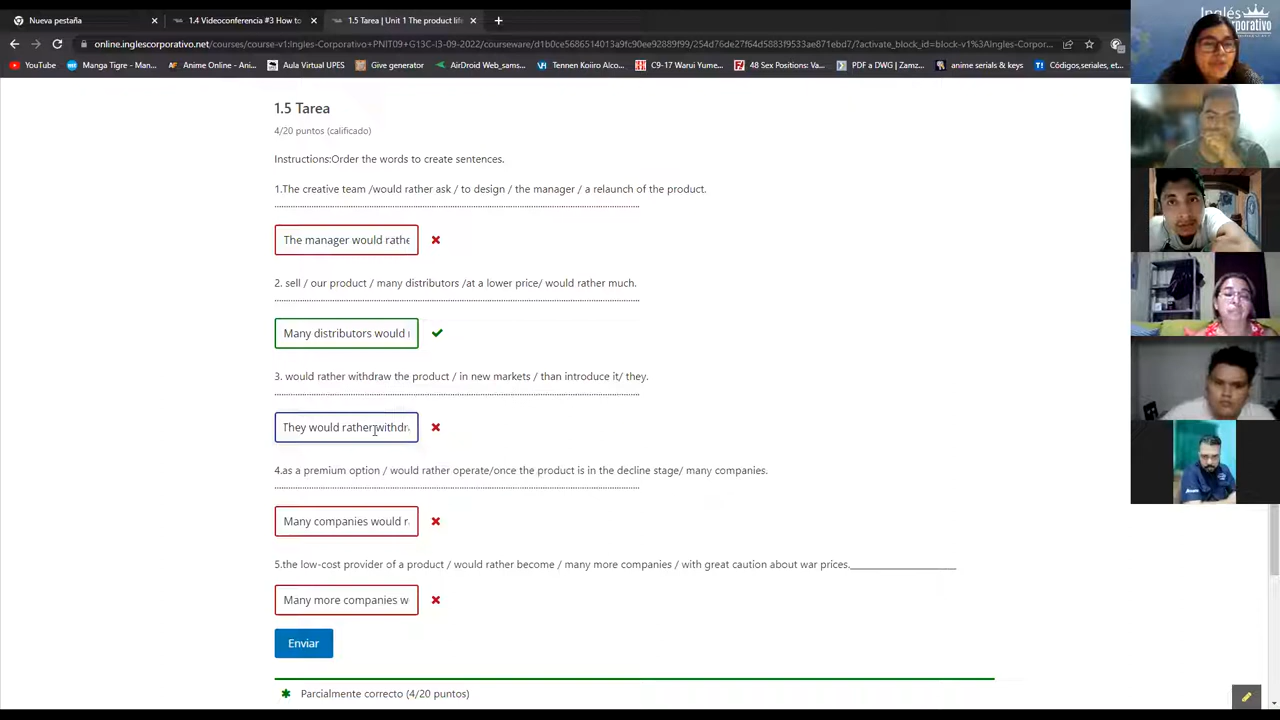 Nueva pestaña
1.4 Videoconferencia #3 How to
1.5 Tarea | Unit 1 The product life
online.inglescorporativo.net/courses/course-v1:Ingles-Corporativo+PNIT09+G13C-I3-09-2022/courseware/
YouTube
Manga Tigre - Man...
Anime Online - Ani...
Aula Virtual UPES
Give generator
AirDroid Web_sams...
Tennen Koiiro Alco...
C9-17 Warui Yume...
48 Sex Positions: Va...
PDF a DWG | Zamz...
anime serials & keys
Códigos,seriales, etc...
Inglés
Corporativo
1.5 Tarea
4/20 puntos (calificado)
Instructions:Order the words to create sentences.
1.The creative team /would rather ask / to design / the manager / a relaunch of the product.
The manager would rathe
2. sell / our product / many distributors /at a lower price/ would rather much.
Many distributors would
3. would rather withdraw the product / in new markets / than introduce it/ they.
They would rather withdr
4.as a premium option / would rather operate/once the product is in the decline stage/ many companies.
Many companies would r
5.the low-cost provider of a product / would rather become / many more companies / with great caution about war prices.____________________
Many more companies w
Enviar
Parcialmente correcto (4/20 puntos)